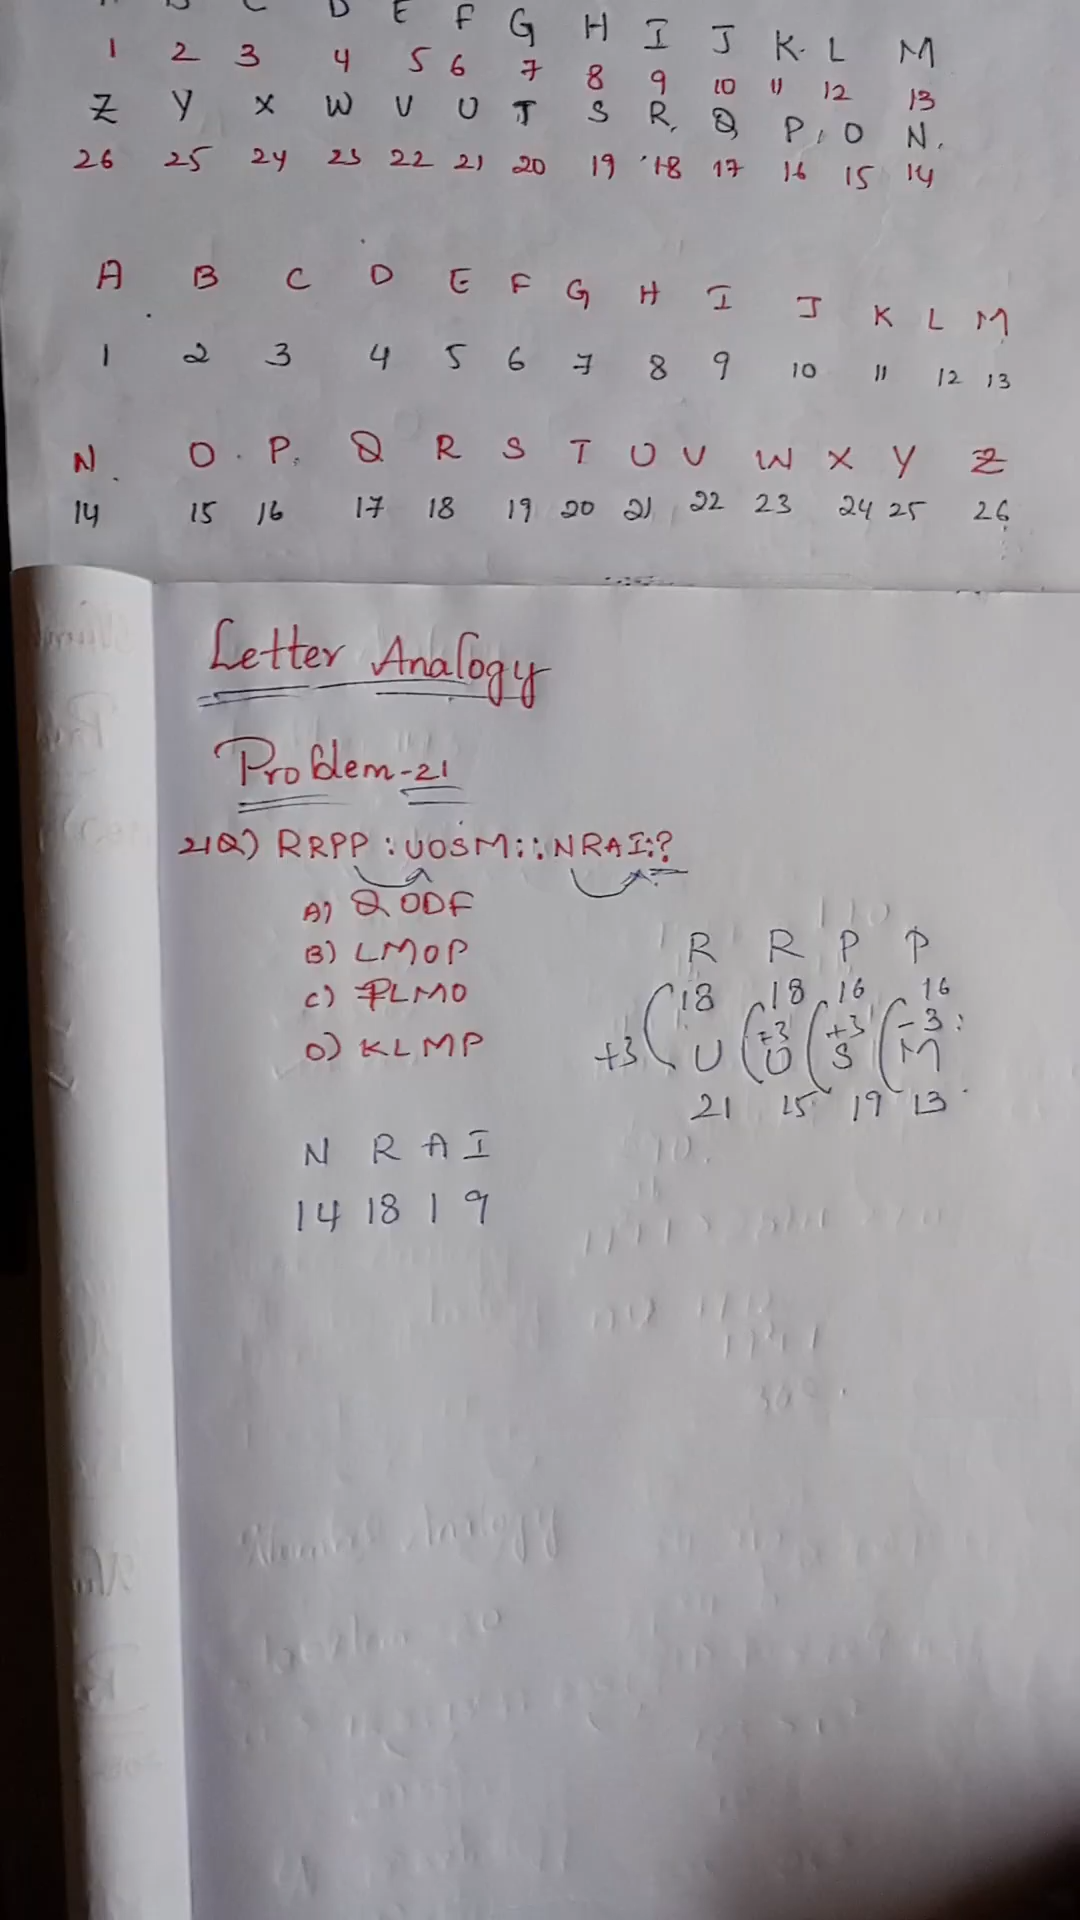 D E F G H I J K. L M
1 2 3 4 5 6 7 8 9 10 11 12 13
Z Y X W V U T S R, Q P, O N.
26 25 24 23 22 21 20 19 18 17 16 15 14
A B C D E F G H I J K L M
1 2 3 4 5 6 7 8 9 10 11 12 13
N. O. P. Q R S T U V W X Y Z
14 15 16 17 18 19 20 21 22 23 24 25 26
Letter Analogy
Problem-21
21Q) RRPP : UOSM :: NRAI:?
A) QODF
B) LMOP
C) PLMO
D) KLMP
R R P P
18 18 16 16
+3 -3 +3 -3
U O S M
21 15 19 13
N R A I
14 18 1 9